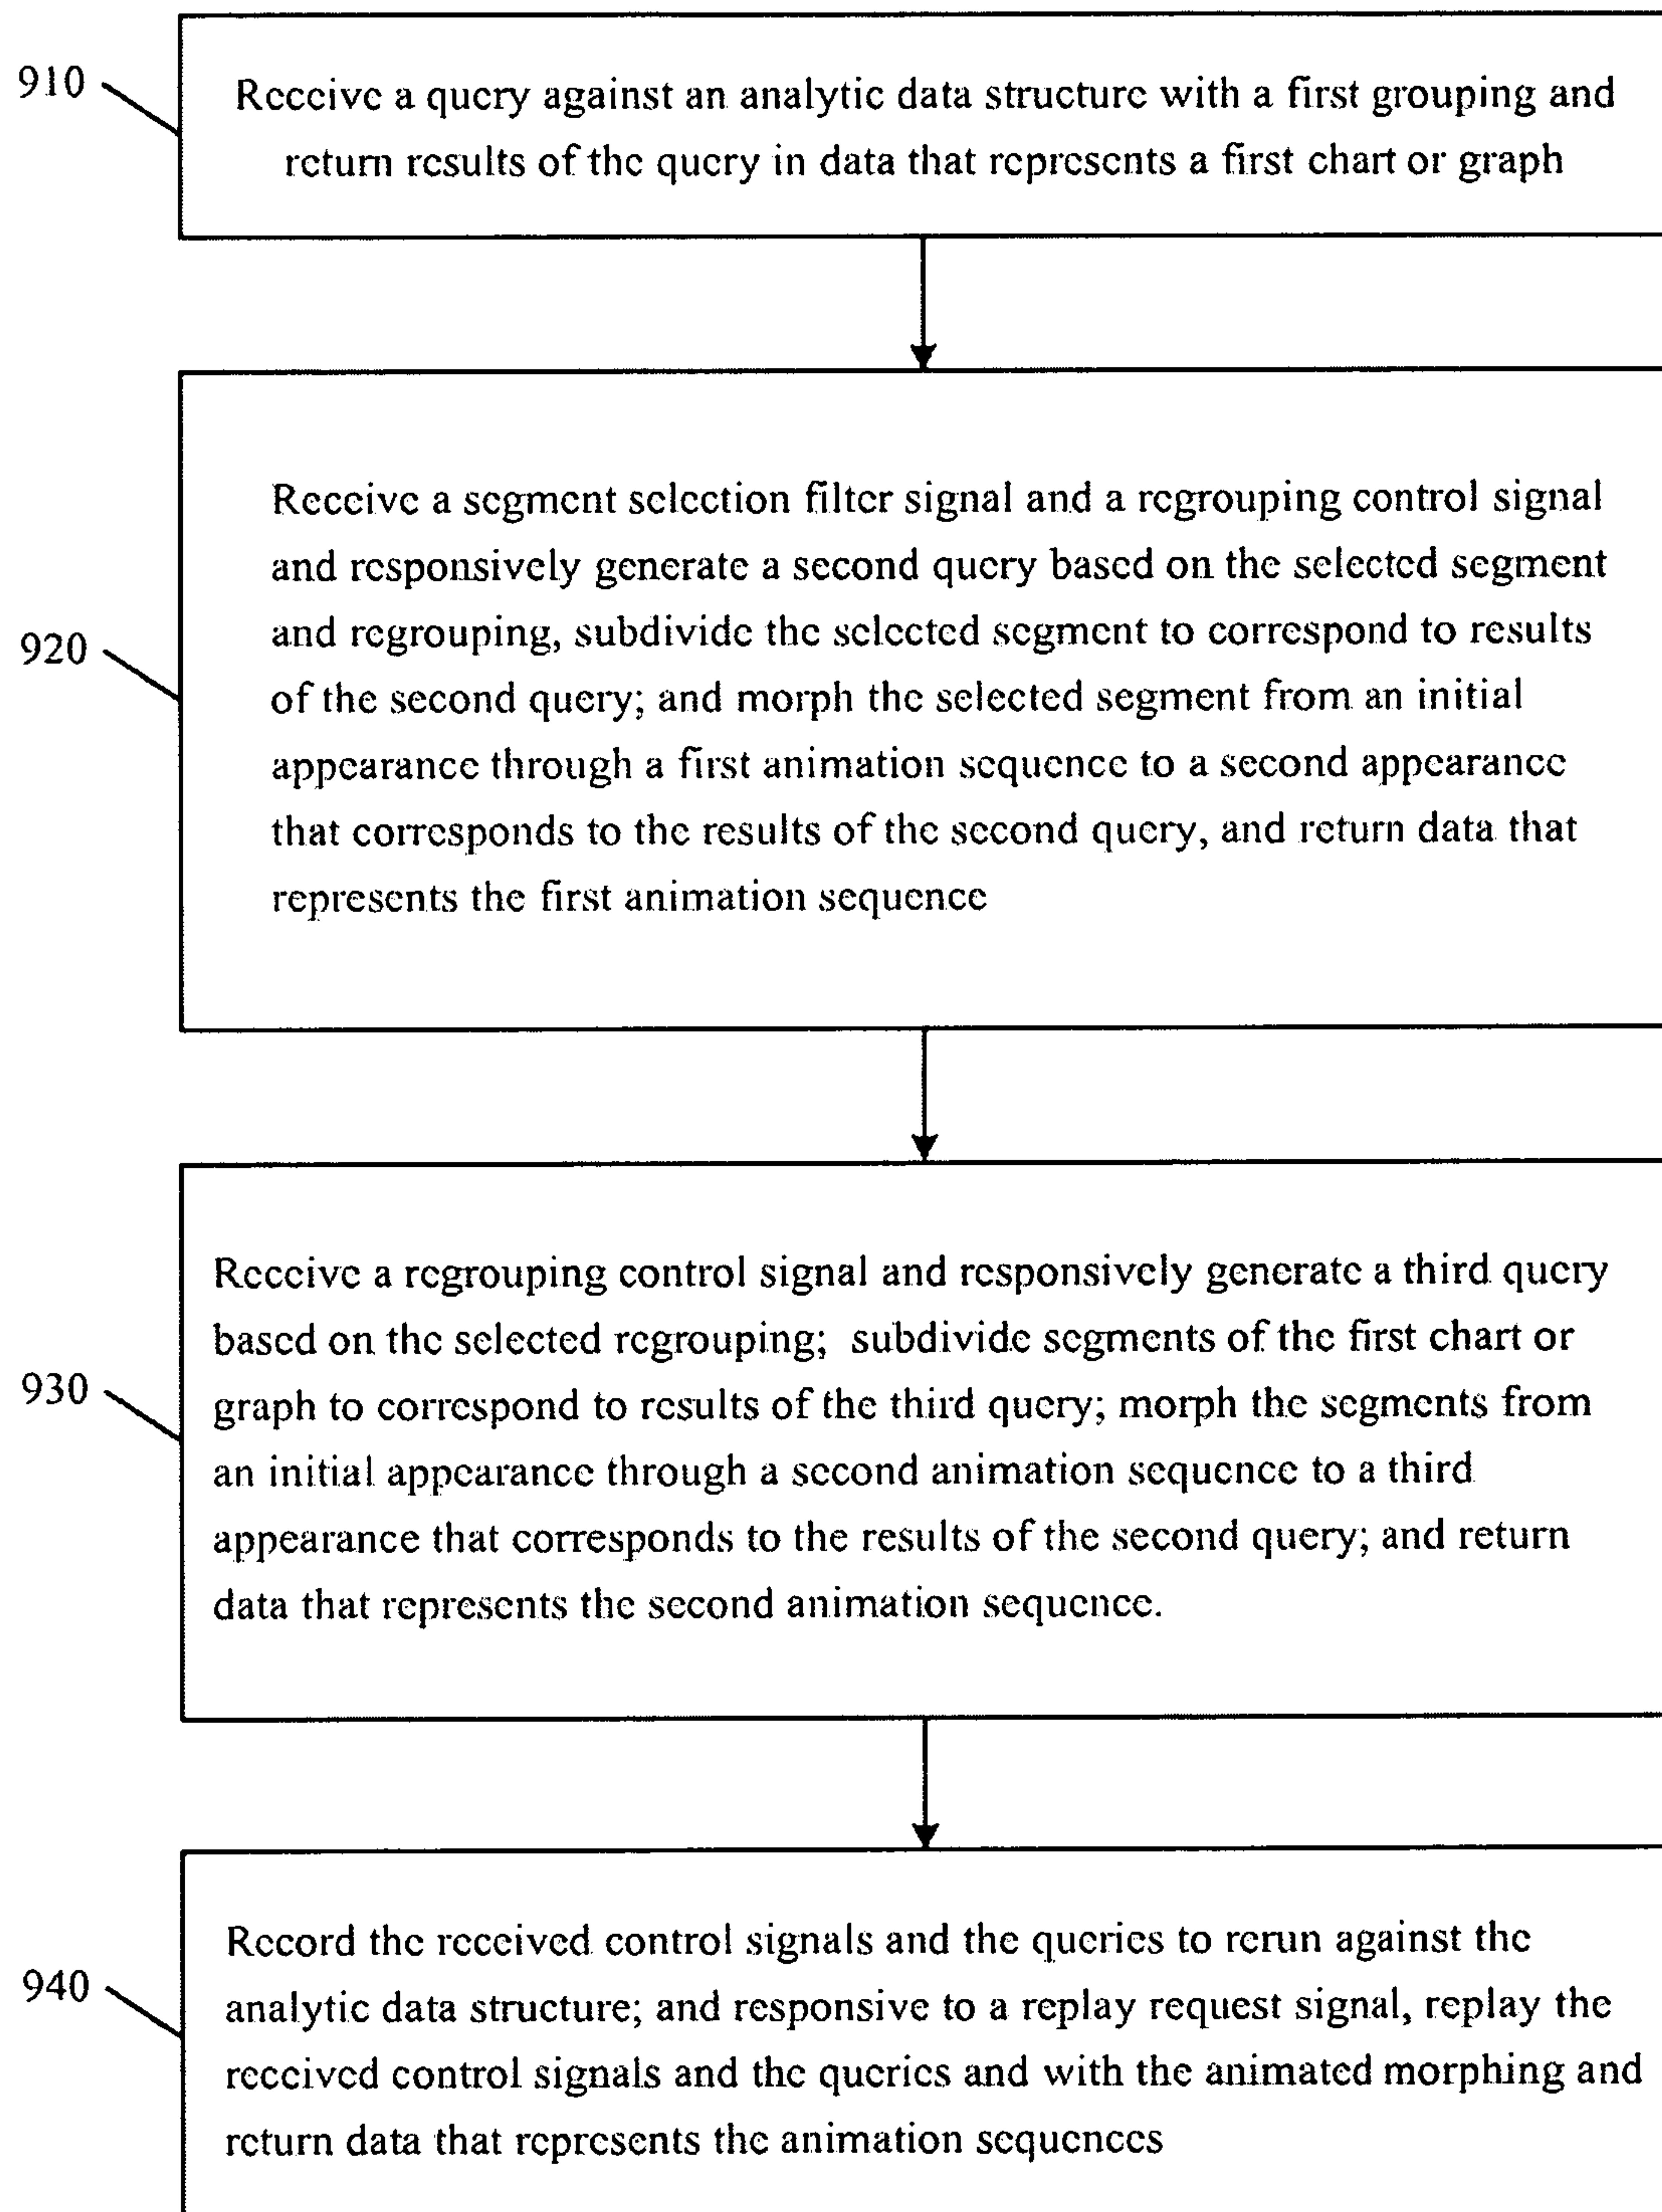 910
Receive a query against an analytic data structure with a first grouping and
return results of the query in data that represents a first chart or graph
920
Receive a segment selection filter signal and a regrouping control signal
and responsively generate a second query based on the selected segment
and regrouping, subdivide the selected segment to correspond to results
of the second query; and morph the selected segment from an initial
appearance through a first animation sequence to a second appearance
that corresponds to the results of the second query, and return data that
represents the first animation sequence
930
Receive a regrouping control signal and responsively generate a third query
based on the selected regrouping; subdivide segments of the first chart or
graph to correspond to results of the third query; morph the segments from
an initial appearance through a second animation sequence to a third
appearance that corresponds to the results of the second query; and return
data that represents the second animation sequence.
940
Record the received control signals and the queries to rerun against the
analytic data structure; and responsive to a replay request signal, replay the
received control signals and the queries and with the animated morphing and
return data that represents the animation sequences